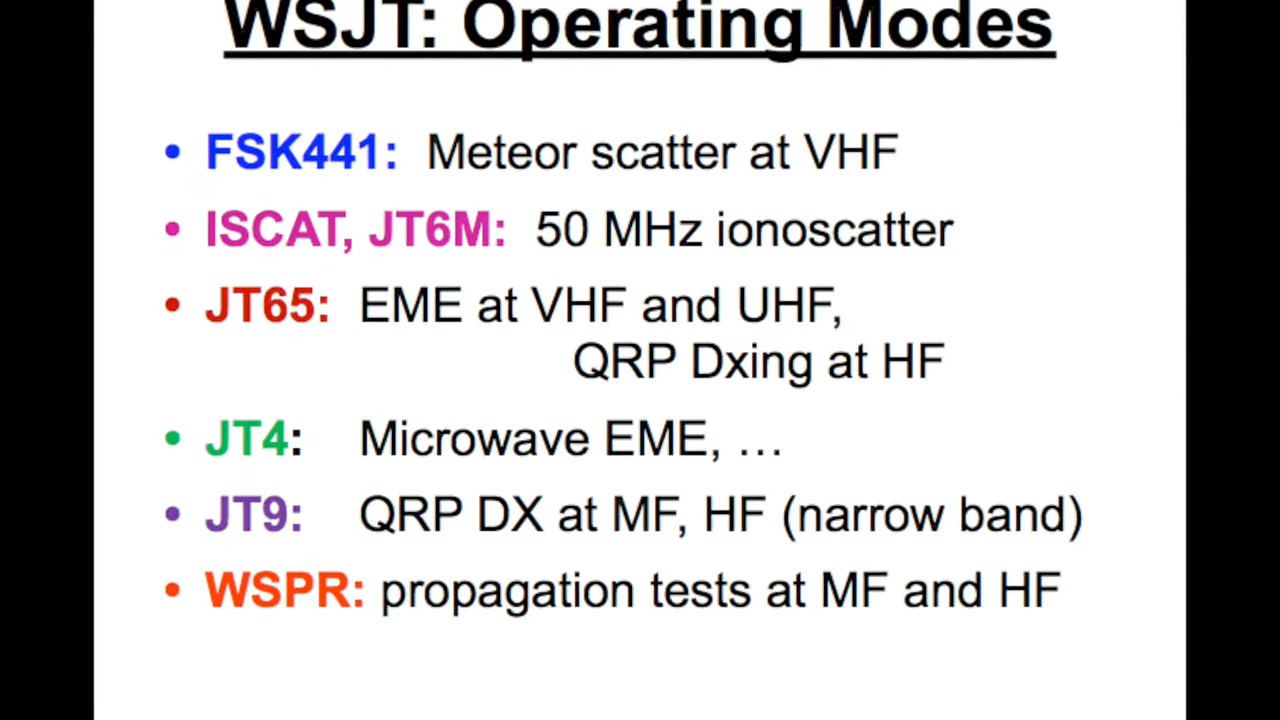 WSJT: Operating Modes
• FSK441: Meteor scatter at VHF
• ISCAT, JT6M: 50 MHz ionoscatter
• JT65: EME at VHF and UHF,
QRP Dxing at HF
• JT4: Microwave EME, …
• JT9: QRP DX at MF, HF (narrow band)
• WSPR: propagation tests at MF and HF